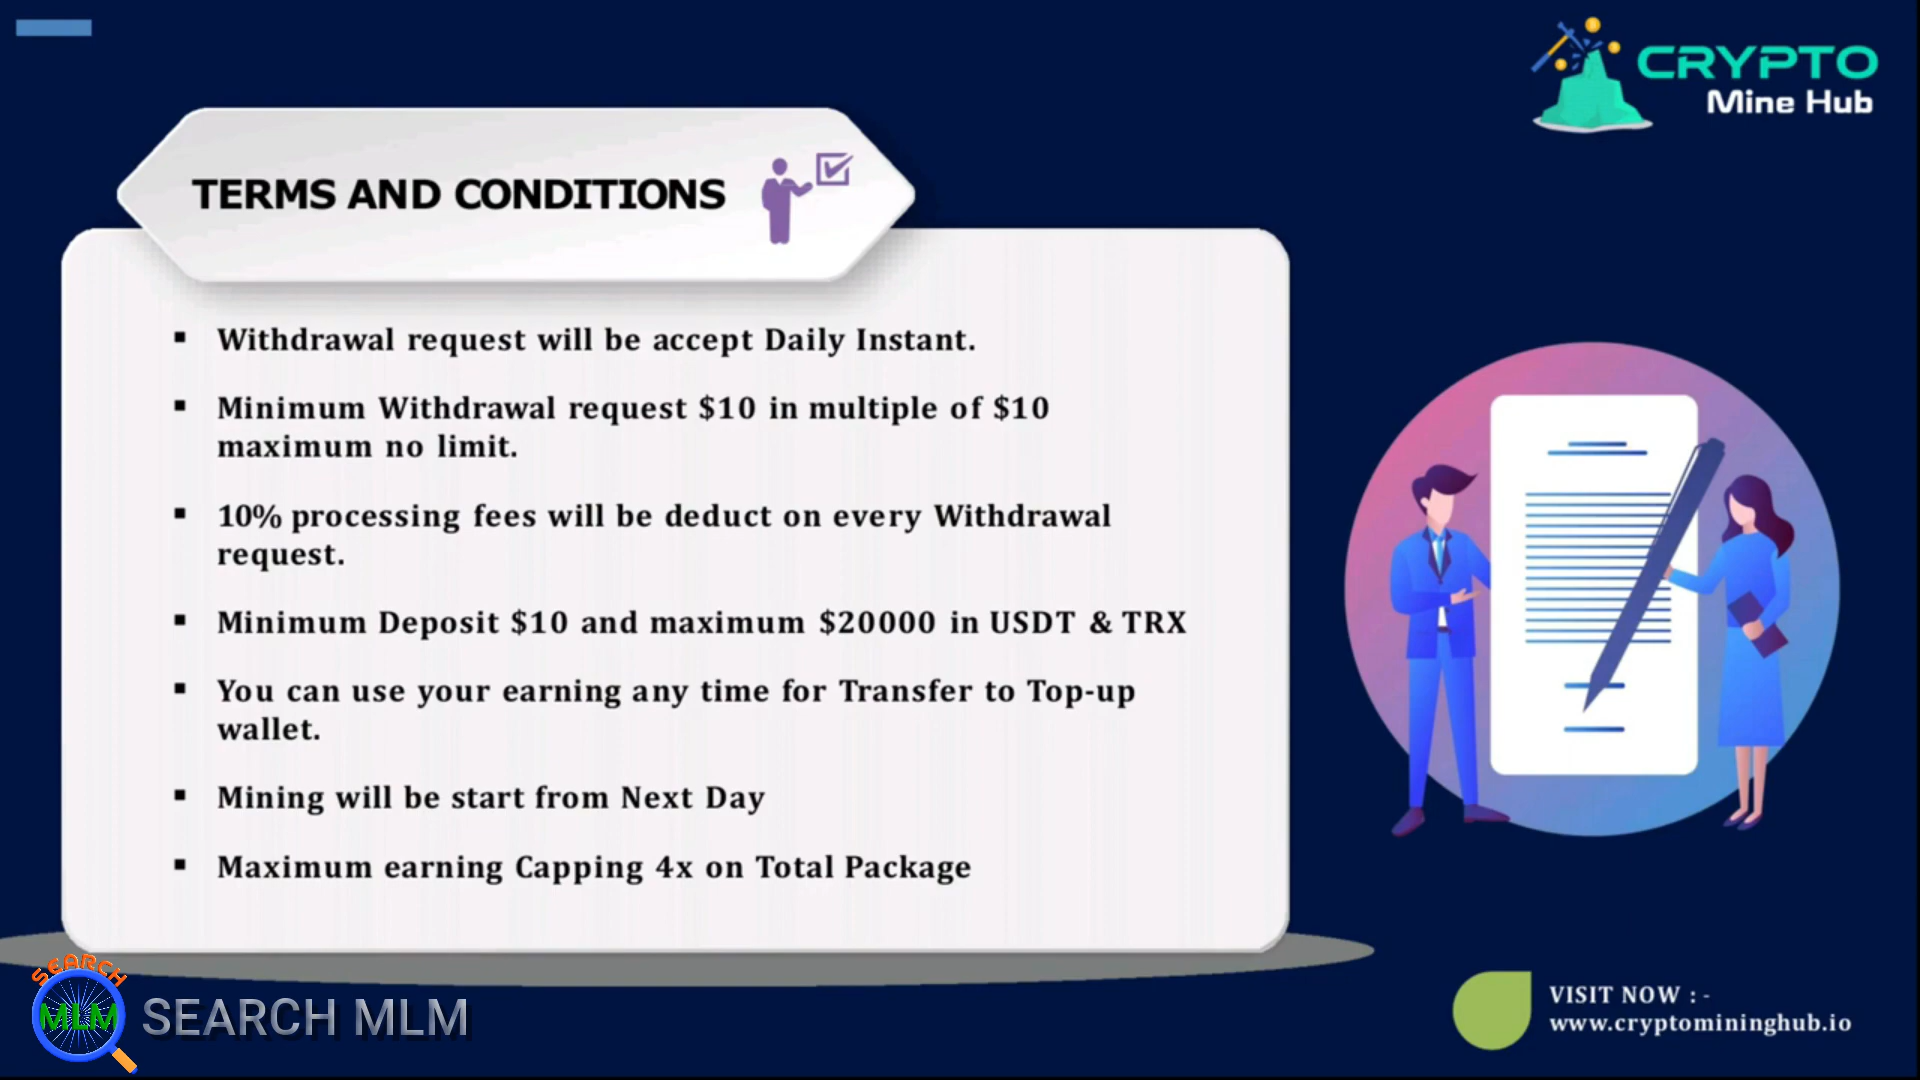 CRYPTO
Mine Hub
TERMS AND CONDITIONS
▪ Withdrawal request will be accept Daily Instant.
▪ Minimum Withdrawal request $10 in multiple of $10
maximum no limit.
▪ 10% processing fees will be deduct on every Withdrawal
request.
▪ Minimum Deposit $10 and maximum $20000 in USDT & TRX
▪ You can use your earning any time for Transfer to Top-up
wallet.
▪ Mining will be start from Next Day
▪ Maximum earning Capping 4x on Total Package
SEARCH
MLM
SEARCH MLM
VISIT NOW : -
www.cryptomininghub.io